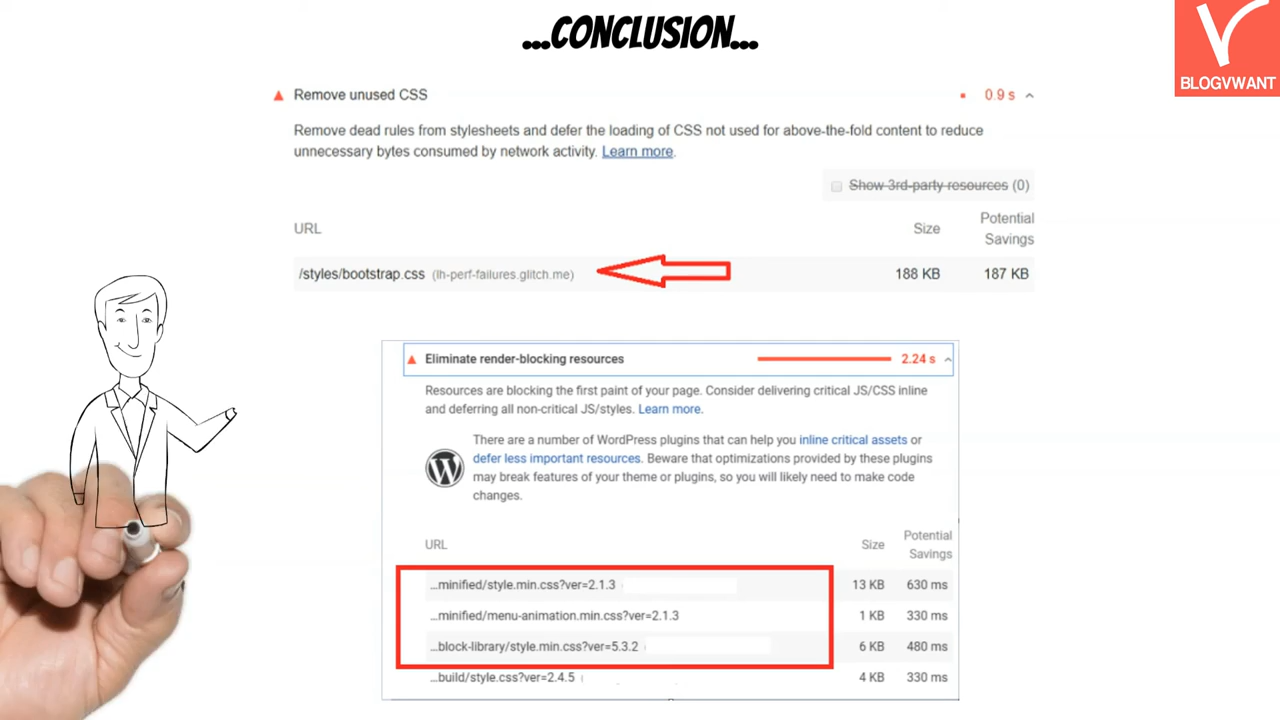 ...CONCLUSION...
BLOGVWANT
Remove unused CSS 0.9 s
Remove dead rules from stylesheets and defer the loading of CSS not used for above-the-fold content to reduce
unnecessary bytes consumed by network activity. Learn more.
Show 3rd-party resources (0)
URL Size Potential Savings
/styles/bootstrap.css (lh-perf-failures.glitch.me) 188 KB 187 KB
Eliminate render-blocking resources 2.24 s
Resources are blocking the first paint of your page. Consider delivering critical JS/CSS inline
and deferring all non-critical JS/styles. Learn more.
There are a number of WordPress plugins that can help you inline critical assets or
defer less important resources. Beware that optimizations provided by these plugins
may break features of your theme or plugins, so you will likely need to make code
changes.
URL Size Potential Savings
...minified/style.min.css?ver=2.1.3 13 KB 630 ms
...minified/menu-animation.min.css?ver=2.1.3 1 KB 330 ms
...block-library/style.min.css?ver=5.3.2 6 KB 480 ms
...build/style.css?ver=2.4.5 4 KB 330 ms